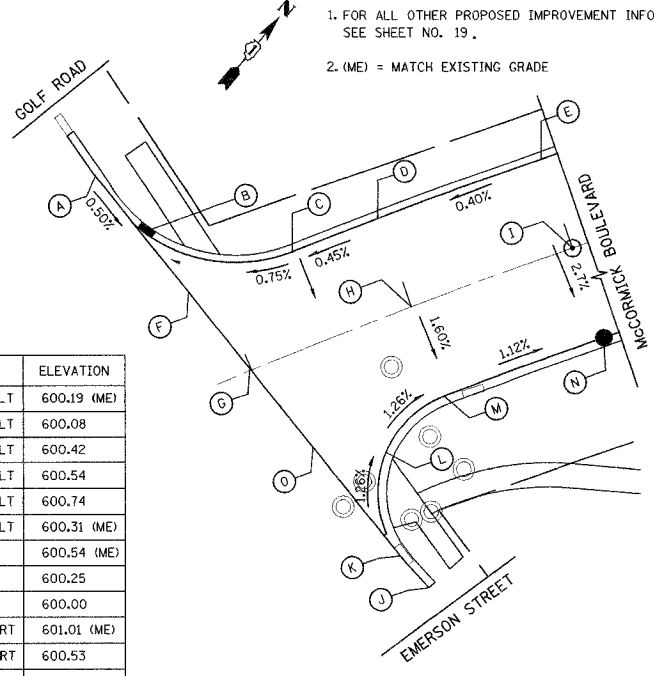 N
1. FOR ALL OTHER PROPOSED IMPROVEMENT INFO
SEE SHEET NO. 19.
2. (ME) = MATCH EXISTING GRADE
GOLF ROAD
A
0.50%
B
C
D
E
0.75%
0.45%
0.40%
I
2.7%
MCCORMICK BOULEVARD
F
H
1.60%
G
1.12%
N
M
1.26%
L
1.26%
O
K
J
EMERSON STREET
ELEVATION
LT 600.19 (ME)
LT 600.08
LT 600.42
LT 600.54
LT 600.74
LT 600.31 (ME)
600.54 (ME)
600.25
600.00
RT 601.01 (ME)
RT 600.53